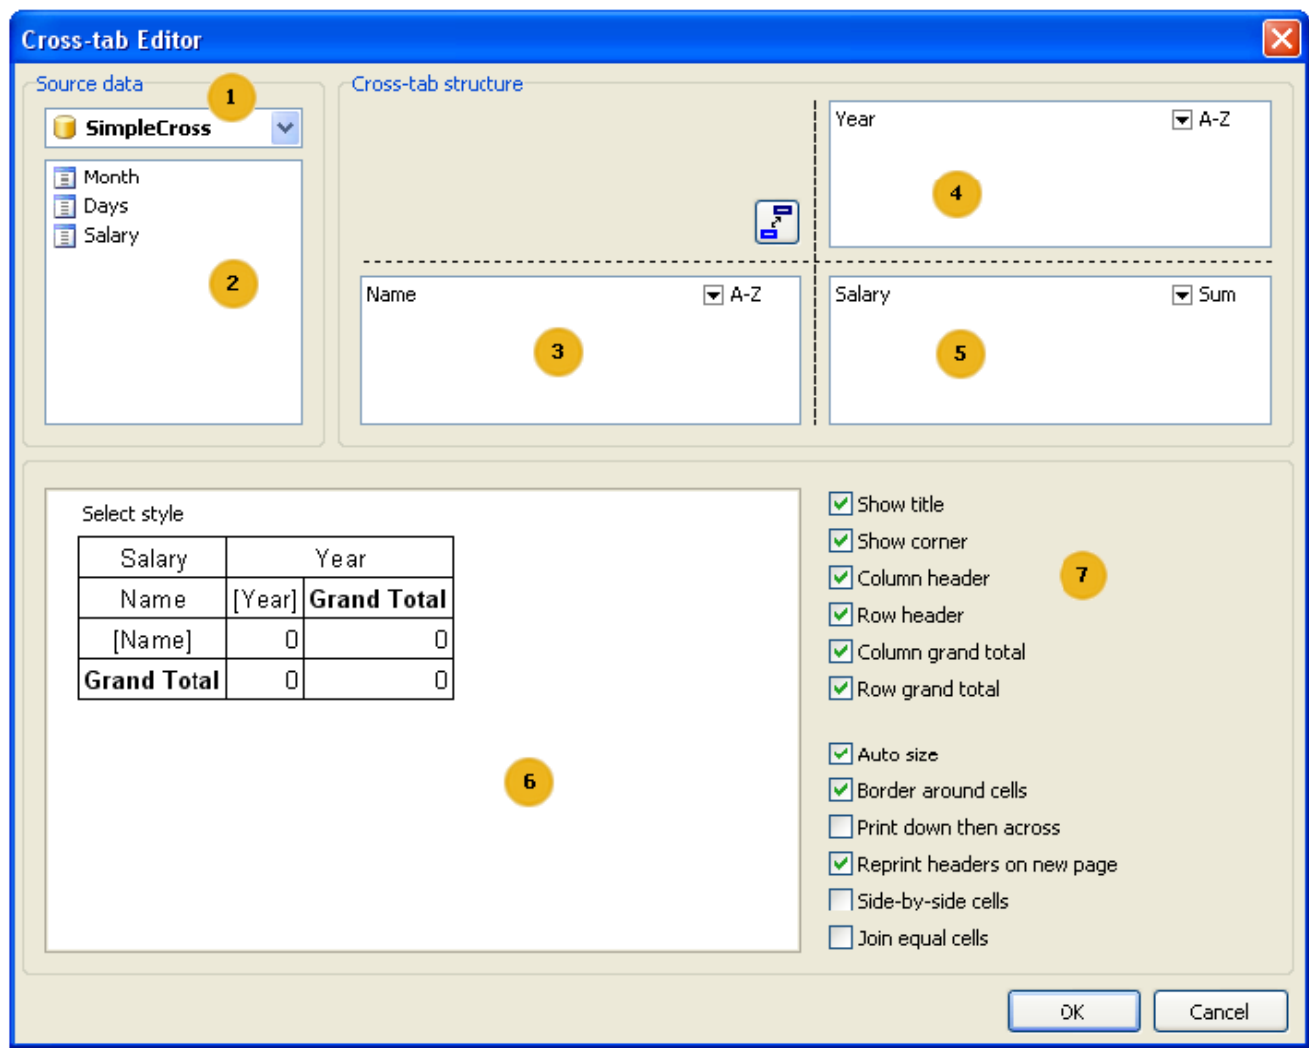 Cross-tab Editor
Source data
1
SimpleCross
Month
Days
Salary
2
Cross-tab structure
Year A-Z
4
Name A-Z
3
Salary Sum
5
Select style
Salary Year
Name [Year] Grand Total
[Name] 0 0
Grand Total 0 0
6
Show title
Show corner
Column header
7
Row header
Column grand total
Row grand total
Auto size
Border around cells
Print down then across
Reprint headers on new page
Side-by-side cells
Join equal cells
OK Cancel